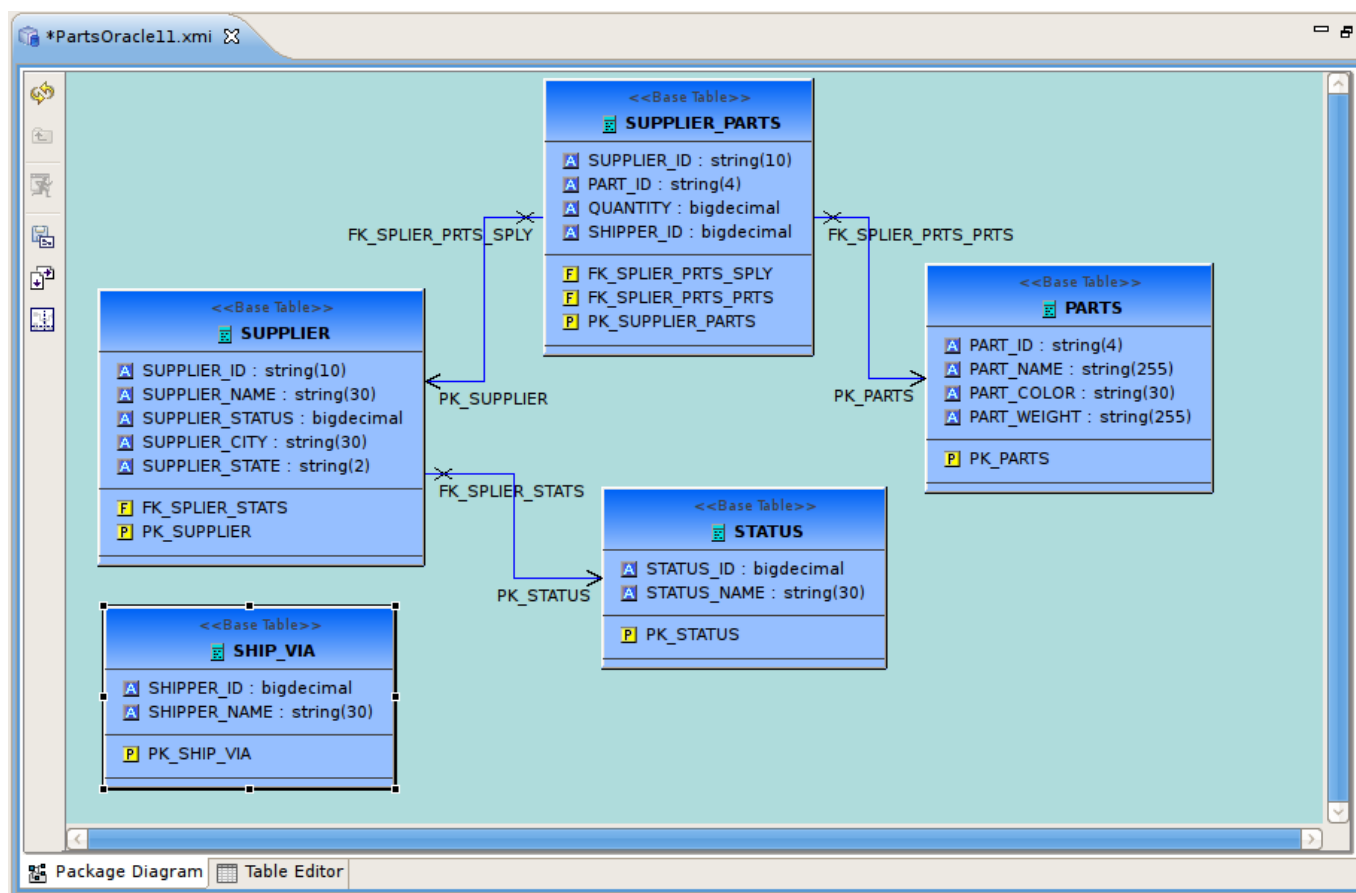 *PartsOracle11.xmi
<<Base Table>>
SUPPLIER_PARTS
SUPPLIER_ID : string(10)
PART_ID : string(4)
QUANTITY : bigdecimal
SHIPPER_ID : bigdecimal
FK_SPLIER_PRTS_SPLY
FK_SPLIER_PRTS_PRTS
PK_SUPPLIER_PARTS
FK_SPLIER_PRTS_SPLY
FK_SPLIER_PRTS_PRTS
<<Base Table>>
SUPPLIER
SUPPLIER_ID : string(10)
SUPPLIER_NAME : string(30)
SUPPLIER_STATUS : bigdecimal
SUPPLIER_CITY : string(30)
SUPPLIER_STATE : string(2)
FK_SPLIER_STATS
PK_SUPPLIER
PK_SUPPLIER
<<Base Table>>
PARTS
PART_ID : string(4)
PART_NAME : string(255)
PART_COLOR : string(30)
PART_WEIGHT : string(255)
PK_PARTS
PK_PARTS
FK_SPLIER_STATS
PK_STATUS
<<Base Table>>
STATUS
STATUS_ID : bigdecimal
STATUS_NAME : string(30)
PK_STATUS
<<Base Table>>
SHIP_VIA
SHIPPER_ID : bigdecimal
SHIPPER_NAME : string(30)
PK_SHIP_VIA
Package Diagram
Table Editor